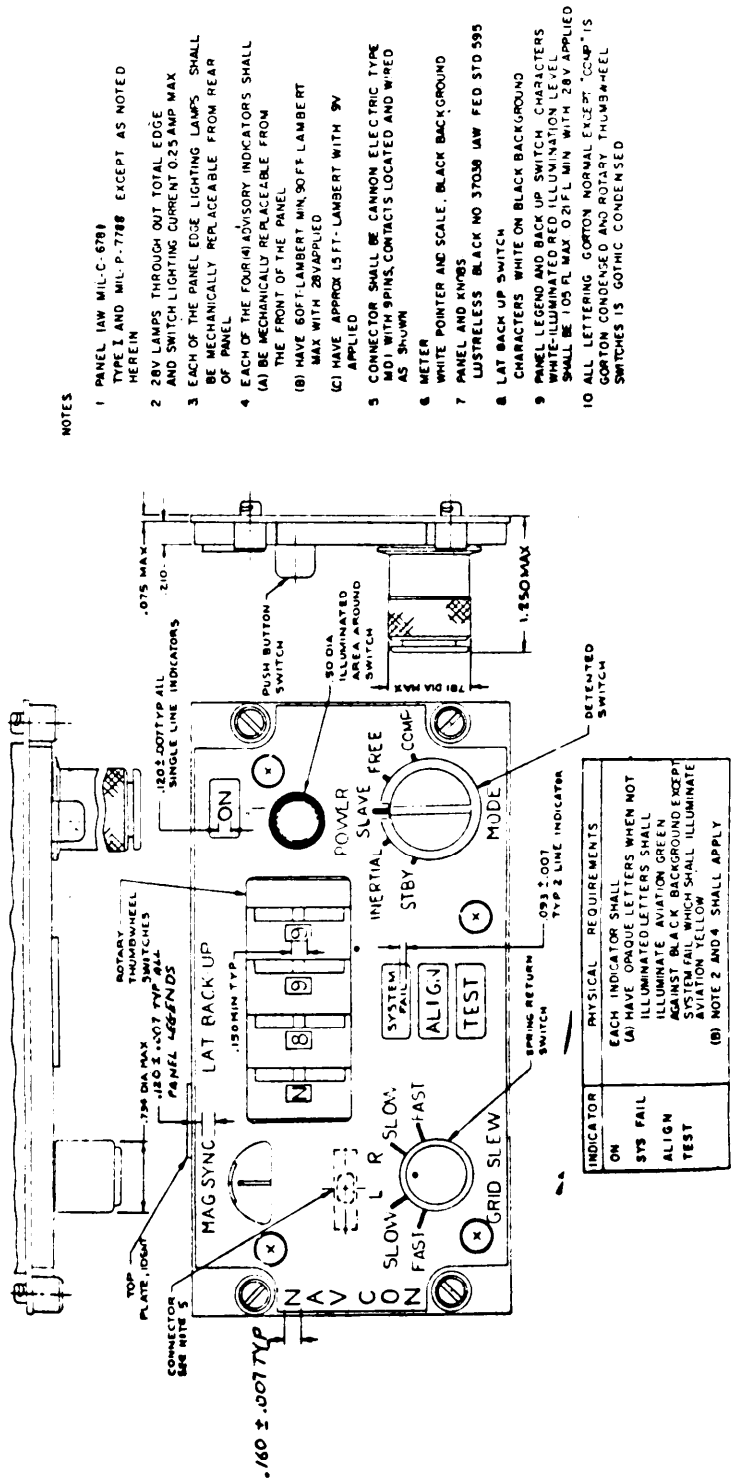 NOTES
1 PANEL IAW MIL-C-6781
TYPE I AND MIL-P-7788 EXCEPT AS NOTED
HEREIN
2 28V LAMPS THROUGH OUT TOTAL EDGE
AND SWITCH LIGHTING CURRENT 0.25 AMP MAX
3 EACH OF THE PANEL EDGE LIGHTING LAMPS SHALL
BE MECHANICALLY REPLACEABLE FROM REAR
OF PANEL
4 EACH OF THE FOUR(4) ADVISORY INDICATORS SHALL
(A) BE MECHANICALLY REPLACEABLE FROM
THE FRONT OF THE PANEL
(B) HAVE 60FT-LAMBERT MIN, 90 FT-LAMBERT
MAX WITH 28V APPLIED
(C) HAVE APPROX 1.5 FT-LAMBERT WITH 9V
APPLIED
5 CONNECTOR SHALL BE CANNON ELECTRIC TYPE
MD1 WITH 9 PINS, CONTACTS LOCATED AND WIRED
AS SHOWN
6 METER
WHITE POINTER AND SCALE, BLACK BACKGROUND
7 PANEL AND KNOBS
LUSTRELESS BLACK NO 37038 IAW FED STD 595
8 LAT BACK UP SWITCH
CHARACTERS WHITE ON BLACK BACKGROUND
9 PANEL LEGEND AND BACK UP SWITCH CHARACTERS
WHITE-ILLUMINATED RED ILLUMINATION LEVEL
SHALL BE 1.05 FL MAX 0.21 FL MIN WITH 28V APPLIED
10 ALL LETTERING GORTON NORMAL EXCEPT "COMP" IS
GORTON CONDENSED AND ROTARY THUMBWHEEL
SWITCHES IS GOTHIC CONDENSED
.734 DIA MAX
TOP
PLATE, IDENT
.120 ± .007 TYP ALL
PANEL LEGENDS
ROTARY
THUMBWHEEL
SWITCHES
.120 ± .007 TYP ALL
SINGLE LINE INDICATORS
.075 MAX
.210
CONNECTOR
SEE NOTE 5
.160 ± .007 TYP
PUSH BUTTON
SWITCH
.50 DIA
ILLUMINATED
AREA AROUND
SWITCH
.781 DIA MAX
1.250 MAX
NAV CON
MAG SYNC
LAT BACK UP
N 8 9 9
.150 MIN TYP
ON
POWER
SYSTEM
FAIL
ALIGN
TEST
L R
SLOW SLOW
FAST FAST
GRID SLEW
INERTIAL SLAVE FREE
STBY COMP
MODE
SPRING RETURN
SWITCH
.093 ± .007
TYP 2 LINE INDICATOR
DETENTED
SWITCH
INDICATOR PHYSICAL REQUIREMENTS
ON
SYS FAIL
ALIGN
TEST
EACH INDICATOR SHALL
(A) HAVE OPAQUE LETTERS WHEN NOT
ILLUMINATED LETTERS SHALL
ILLUMINATE AVIATION GREEN
AGAINST BLACK BACKGROUND EXCEPT
SYSTEM FAIL WHICH SHALL ILLUMINATE
AVIATION YELLOW
(B) NOTE 2 AND 4 SHALL APPLY